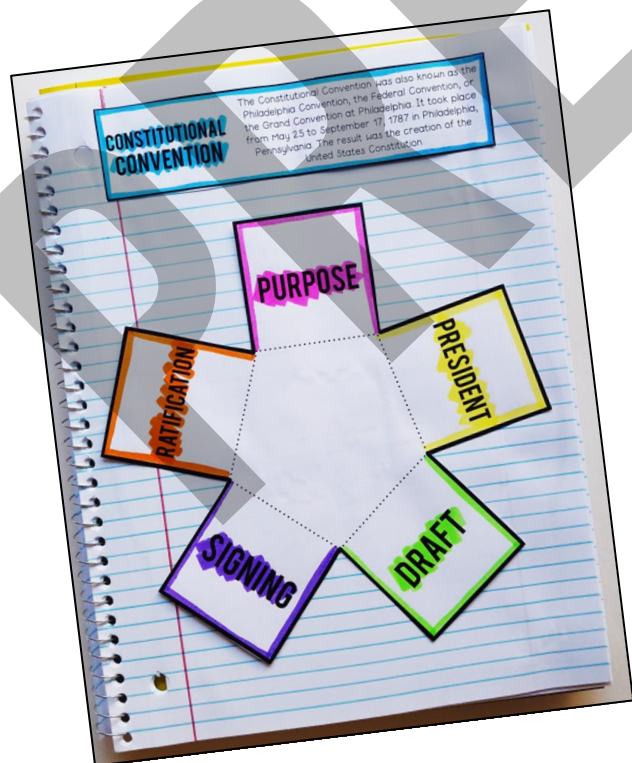 CONSTITUTIONAL
CONVENTION
The Constitutional Convention was also known as the
Philadelphia Convention, the Federal Convention, or
the Grand Convention at Philadelphia. It took place
from May 25 to September 17, 1787 in Philadelphia,
Pennsylvania. The result was the creation of the
United States Constitution
PURPOSE
PRESIDENT
RATIFICATION
DRAFT
SIGNING